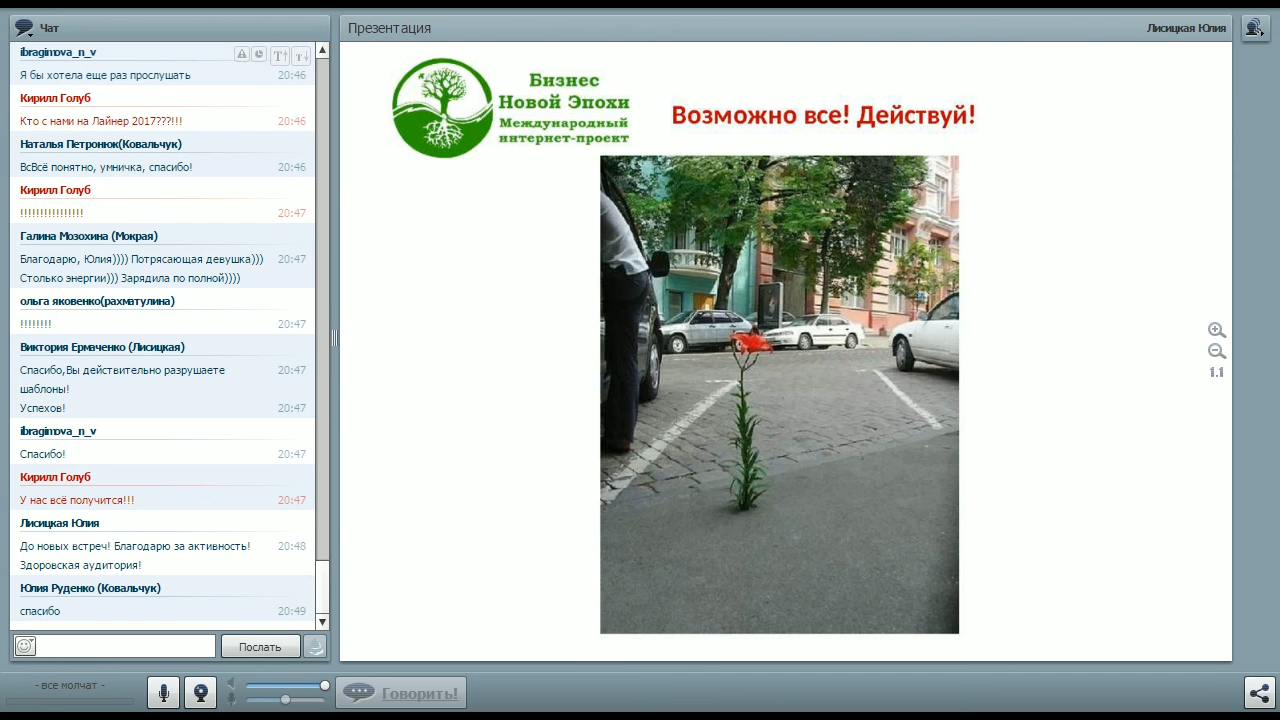 Чат
ibragimova_n_v
Я бы хотела еще раз прослушать 20:46
Кирилл Голуб
Кто с нами на Лайнер 2017???!!! 20:46
Наталья Петронюк(Ковальчук)
ВсВсё понятно, умничка, спасибо! 20:46
Кирилл Голуб
!!!!!!!!!!!!!!!! 20:47
Галина Мозохина (Мокрая)
Благодарю, Юлия)))) Потрясающая девушка))) 20:47
Столько энергии))) Зарядила по полной))))
ольга яковенко(рахматулина)
!!!!!!!! 20:47
Виктория Ермаченко (Лисицкая)
Спасибо,Вы действительно разрушаете 20:47
шаблоны!
Успехов! 20:47
ibragimova_n_v
Спасибо! 20:47
Кирилл Голуб
У нас всё получится!!! 20:47
Лисицкая Юлия
До новых встреч! Благодарю за активность! 20:48
Здоровская аудитория!
Юлия Руденко (Ковальчук)
спасибо 20:49
Послать
- все молчат -
Говорить!
Презентация
Лисицкая Юлия
Бизнес
Новой Эпохи
Международный
интернет-проект
Возможно все! Действуй!
1.1